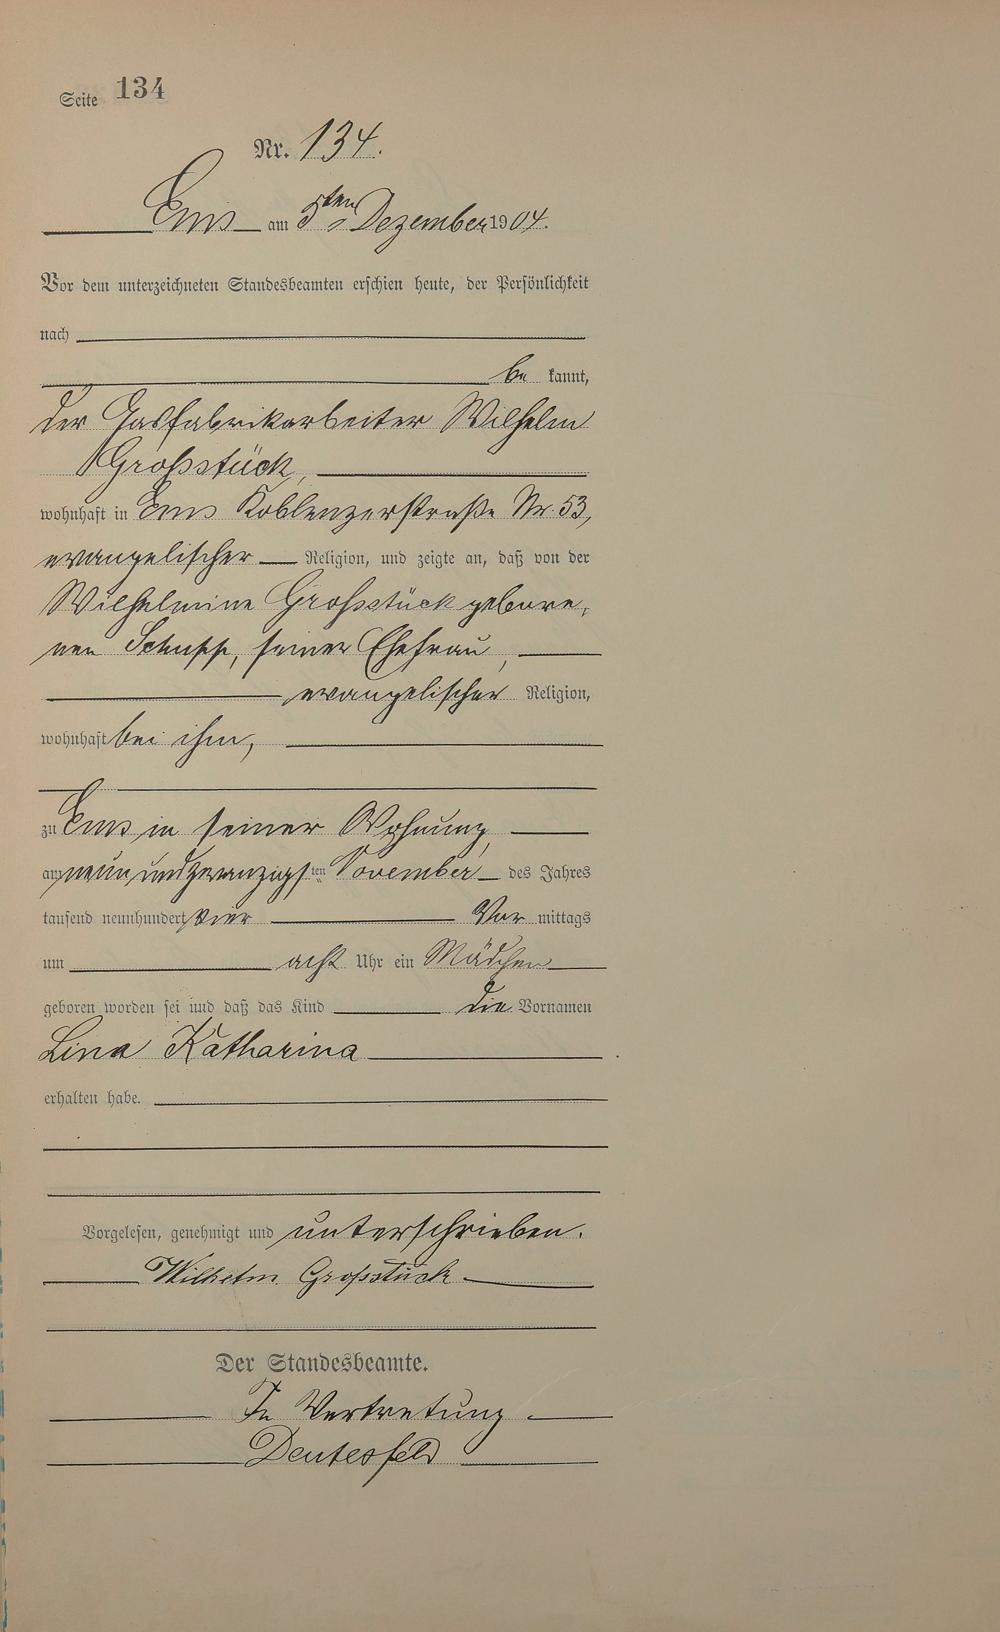 Seite 134
Nr. 134.
Ems am 5ten Dezember 1904.
Vor dem unterzeichneten Standesbeamten erschien heute, der Persönlichkeit
nach
be kannt,
der Gasfabrikarbeiter Wilhelm
Großstück,
wohnhaft in Ems Koblenzerstraße Nr. 53,
evangelischer Religion, und zeigte an, daß von der
Wilhelmine Großstück gebore,
nen Schupp, seiner Ehefrau,
evangelischer Religion,
wohnhaft bei ihm,
zu Ems in seiner Wohnung,
am neun und zwanzigsten November des Jahres
tausend neunhundert vier Vor mittags
um acht Uhr ein Mädchen
geboren worden sei und daß das Kind die Vornamen
Lina Katharina
erhalten habe.
Vorgelesen, genehmigt und unterschrieben.
Wilhelm Großstück.
Der Standesbeamte.
In Vertretung.
Deutesfeld